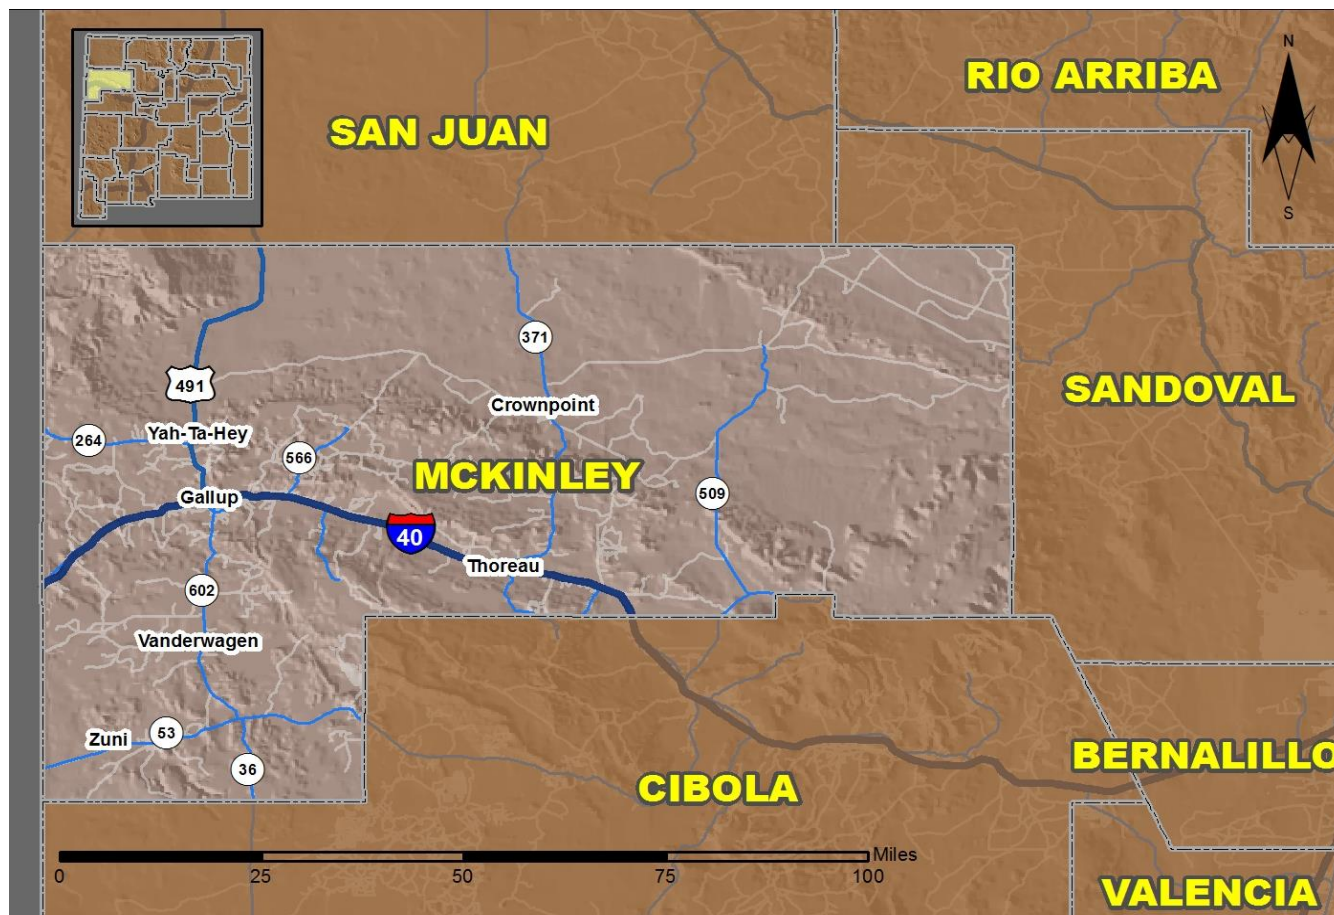 N
RIO ARRIBA
SAN JUAN
S
371
491
SANDOVAL
Crownpoint
264
Yah-Ta-Hey
566
MCKINLEY
509
Gallup
40
Thoreau
602
Vanderwagen
53
Zuni
36
BERNALILLO
CIBOLA
Miles
0 25 50 75 100
VALENCIA